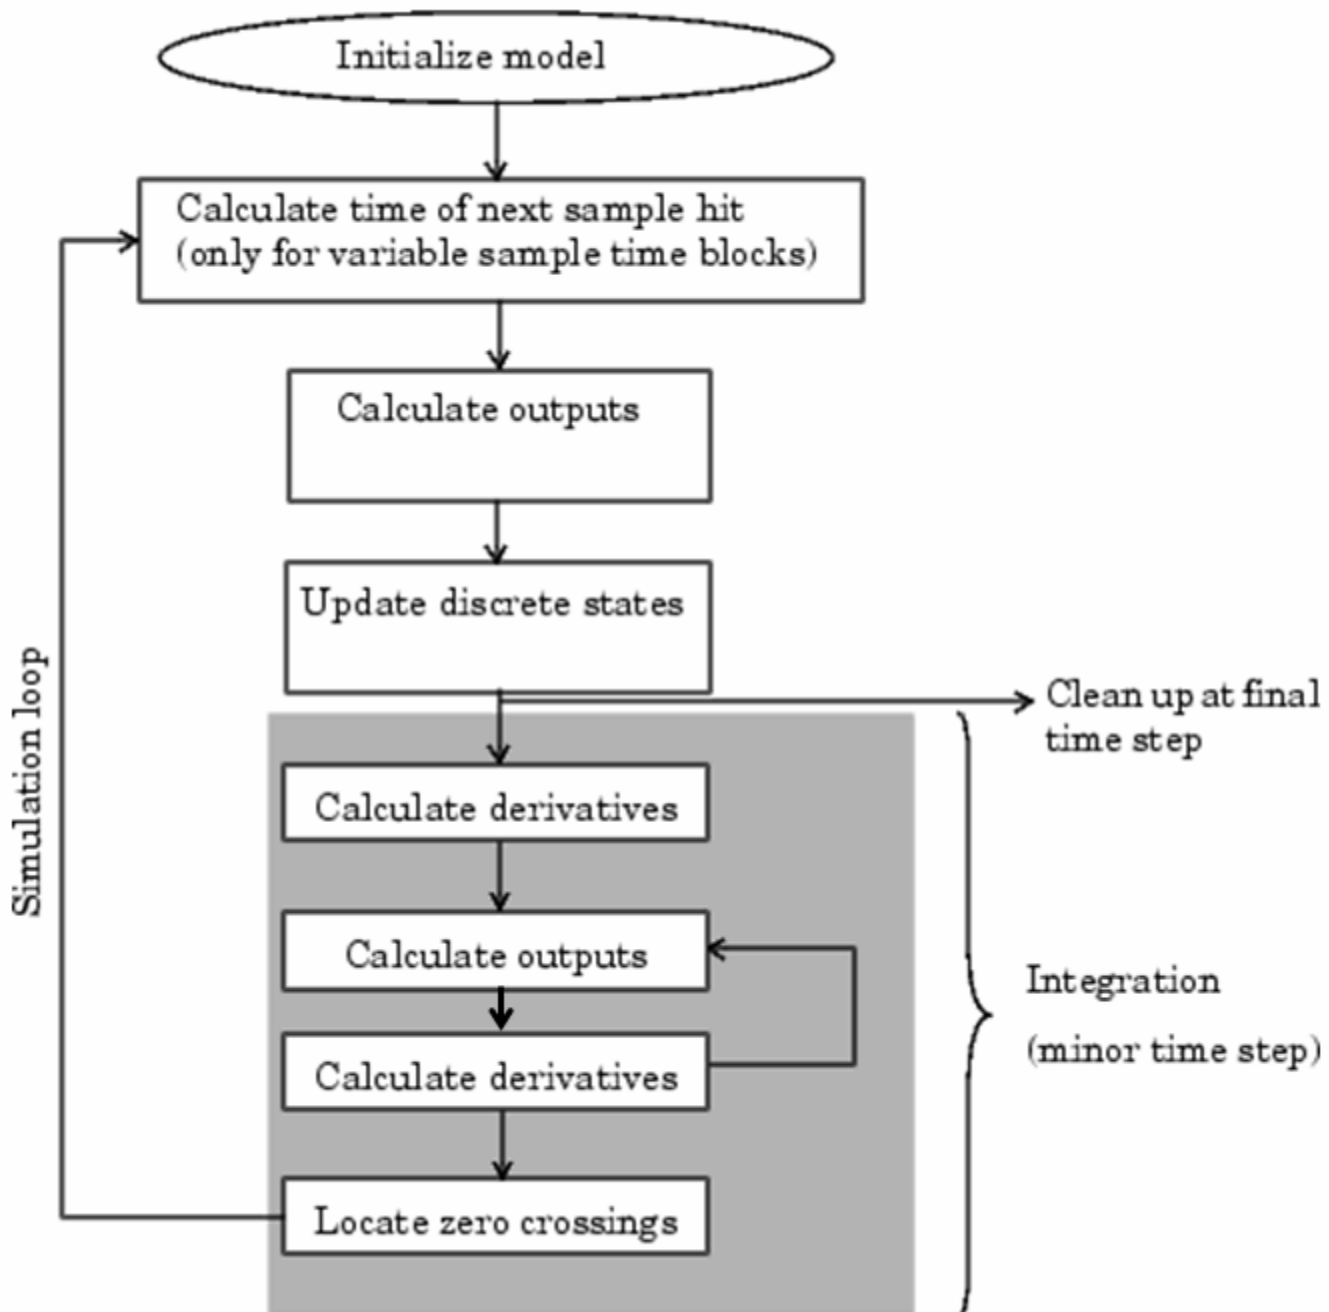 Initialize model
Calculate time of next sample hit
(only for variable sample time blocks)
Calculate outputs
Update discrete states
Clean up at final
time step
Simulation loop
Calculate derivatives
Calculate outputs
Integration
(minor time step)
Calculate derivatives
Locate zero crossings